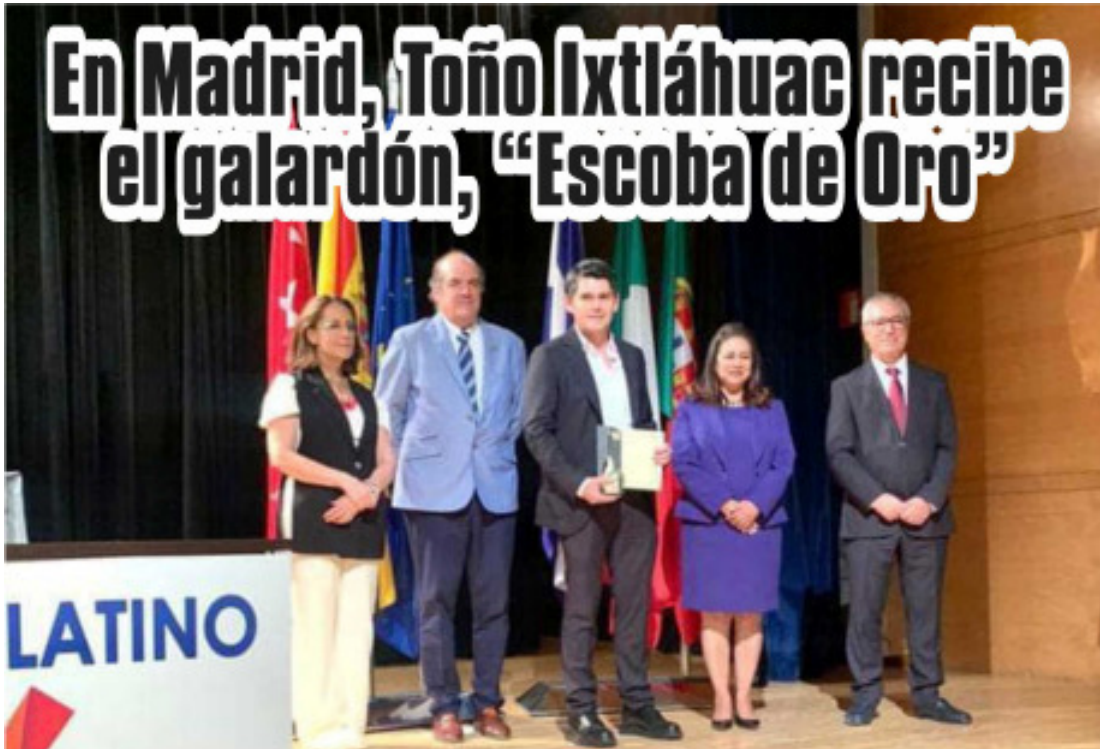 En Madrid, Toño Ixtláhuac recibe
el galardón, “Escoba de Oro”
LATINO